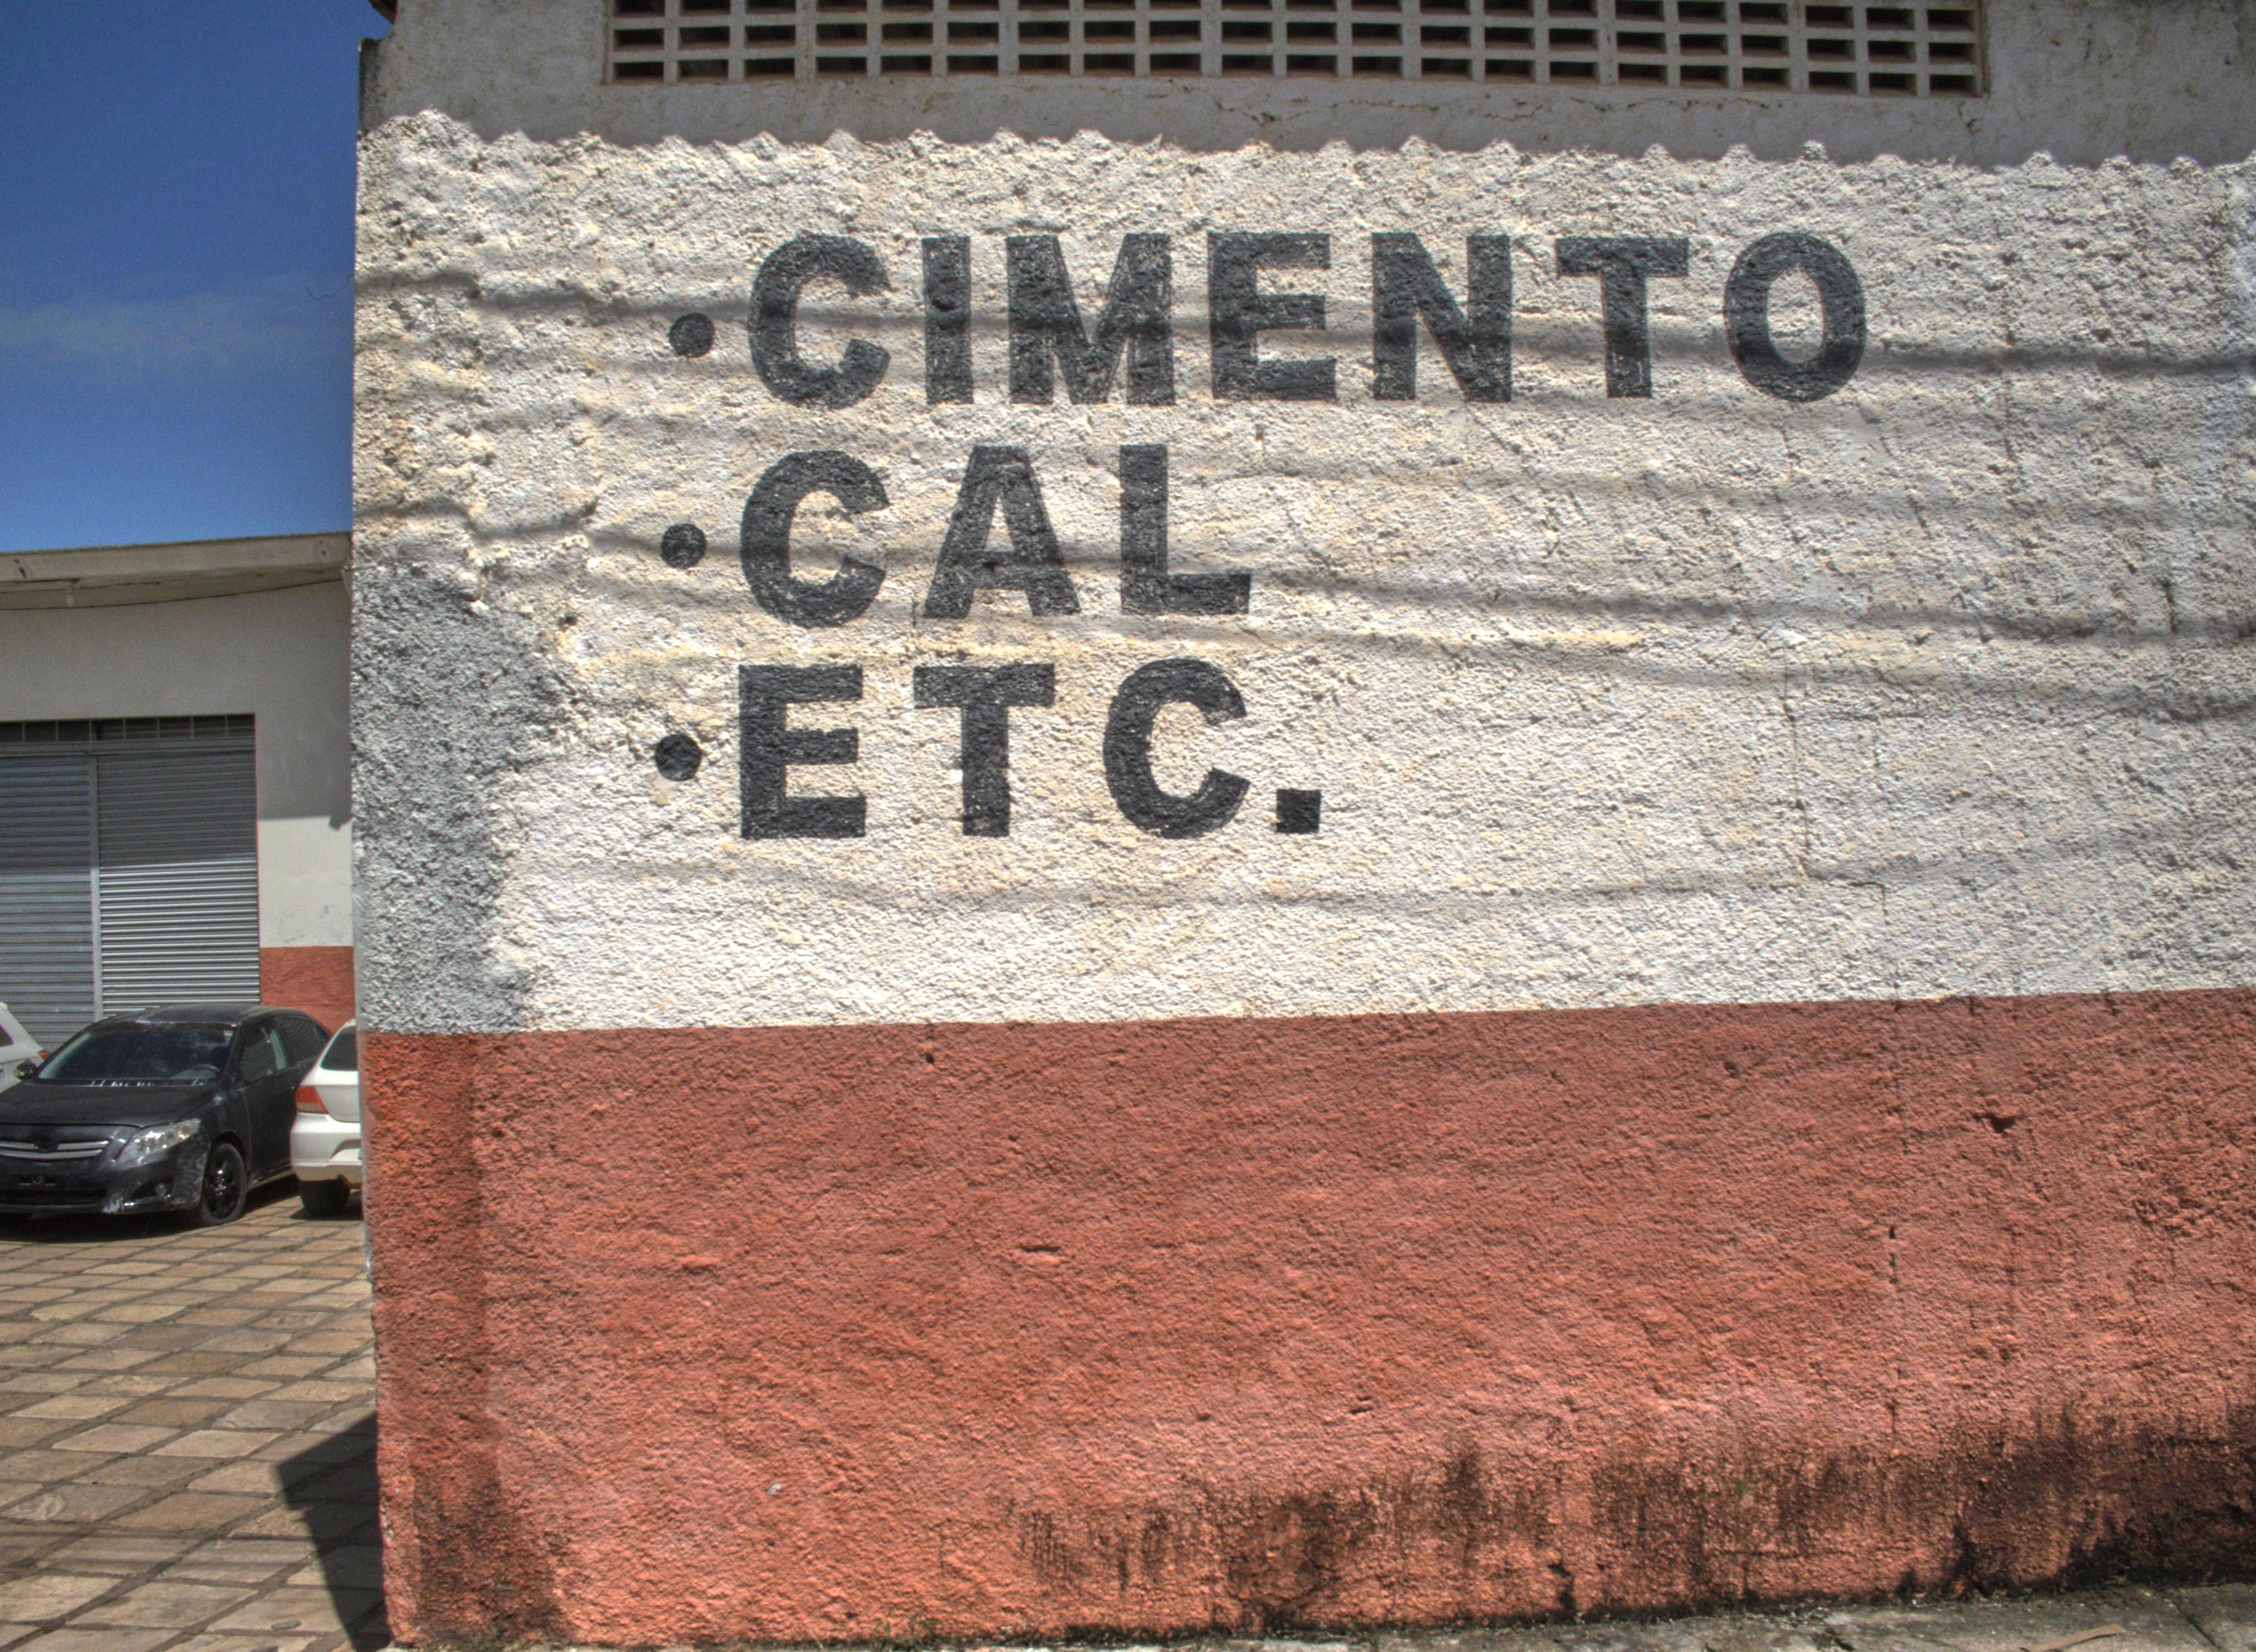 •CIMENTO
•CAL
•ETC.